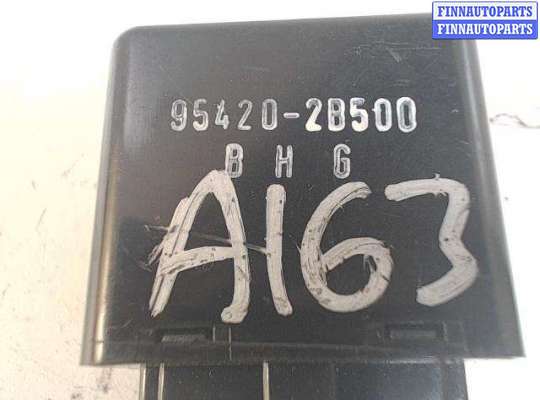 FINNAUTOPARTS
FINNAUTOPARTS
95420-2B500
B H G
A163